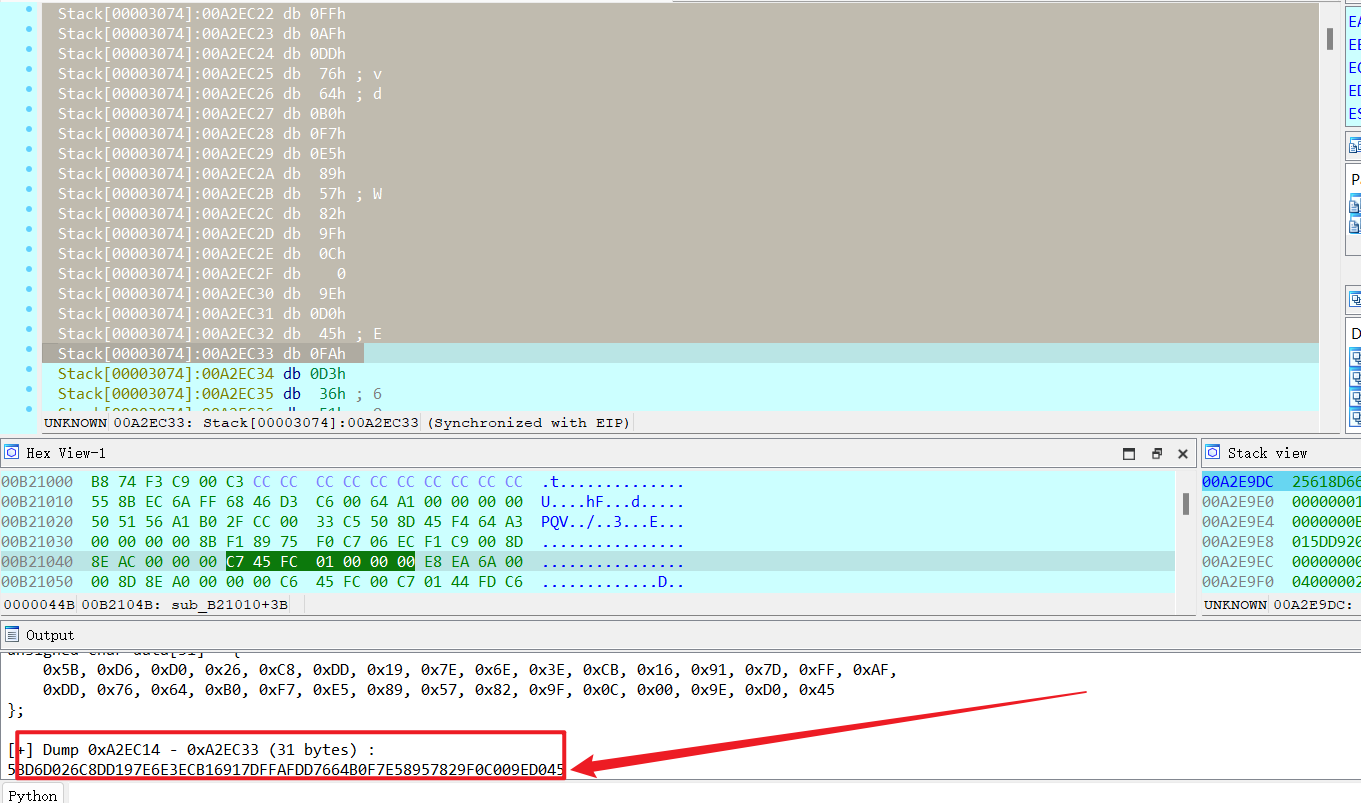 Stack[00003074]:00A2EC22 db 0FFh
Stack[00003074]:00A2EC23 db 0AFh
Stack[00003074]:00A2EC24 db 0DDh
Stack[00003074]:00A2EC25 db 76h ; v
Stack[00003074]:00A2EC26 db 64h ; d
Stack[00003074]:00A2EC27 db 0B0h
Stack[00003074]:00A2EC28 db 0F7h
Stack[00003074]:00A2EC29 db 0E5h
Stack[00003074]:00A2EC2A db 89h
Stack[00003074]:00A2EC2B db 57h ; W
Stack[00003074]:00A2EC2C db 82h
Stack[00003074]:00A2EC2D db 9Fh
Stack[00003074]:00A2EC2E db 0Ch
Stack[00003074]:00A2EC2F db 0
Stack[00003074]:00A2EC30 db 9Eh
Stack[00003074]:00A2EC31 db 0D0h
Stack[00003074]:00A2EC32 db 45h ; E
Stack[00003074]:00A2EC33 db 0FAh
Stack[00003074]:00A2EC34 db 0D3h
Stack[00003074]:00A2EC35 db 36h ; 6
UNKNOWN 00A2EC33: Stack[00003074]:00A2EC33 (Synchronized with EIP)
Hex View-1
00B21000 B8 74 F3 C9 00 C3 CC CC CC CC CC CC CC CC CC CC .t..............
00B21010 55 8B EC 6A FF 68 46 D3 C6 00 64 A1 00 00 00 00 U....hF...d.....
00B21020 50 51 56 A1 B0 2F CC 00 33 C5 50 8D 45 F4 64 A3 PQV../..3...E...
00B21030 00 00 00 00 8B F1 89 75 F0 C7 06 EC F1 C9 00 8D ................
00B21040 8E AC 00 00 00 C7 45 FC 01 00 00 00 E8 EA 6A 00 ................
00B21050 00 8D 8E A0 00 00 00 C6 45 FC 00 C7 01 44 FD C6 .............D..
0000044B 00B2104B: sub_B21010+3B
Stack view
00A2E9DC 25618D66
00A2E9E0 00000001
00A2E9E4 0000000E
00A2E9E8 015DD920
00A2E9EC 00000000
00A2E9F0 04000002
UNKNOWN 00A2E9DC:
Output
0x5B, 0xD6, 0xD0, 0x26, 0xC8, 0xDD, 0x19, 0x7E, 0x6E, 0x3E, 0xCB, 0x16, 0x91, 0x7D, 0xFF, 0xAF,
0xDD, 0x76, 0x64, 0xB0, 0xF7, 0xE5, 0x89, 0x57, 0x82, 0x9F, 0x0C, 0x00, 0x9E, 0xD0, 0x45
};
[+] Dump 0xA2EC14 - 0xA2EC33 (31 bytes) :
5BD6D026C8DD197E6E3ECB16917DFFAFDD7664B0F7E58957829F0C009ED045
Python